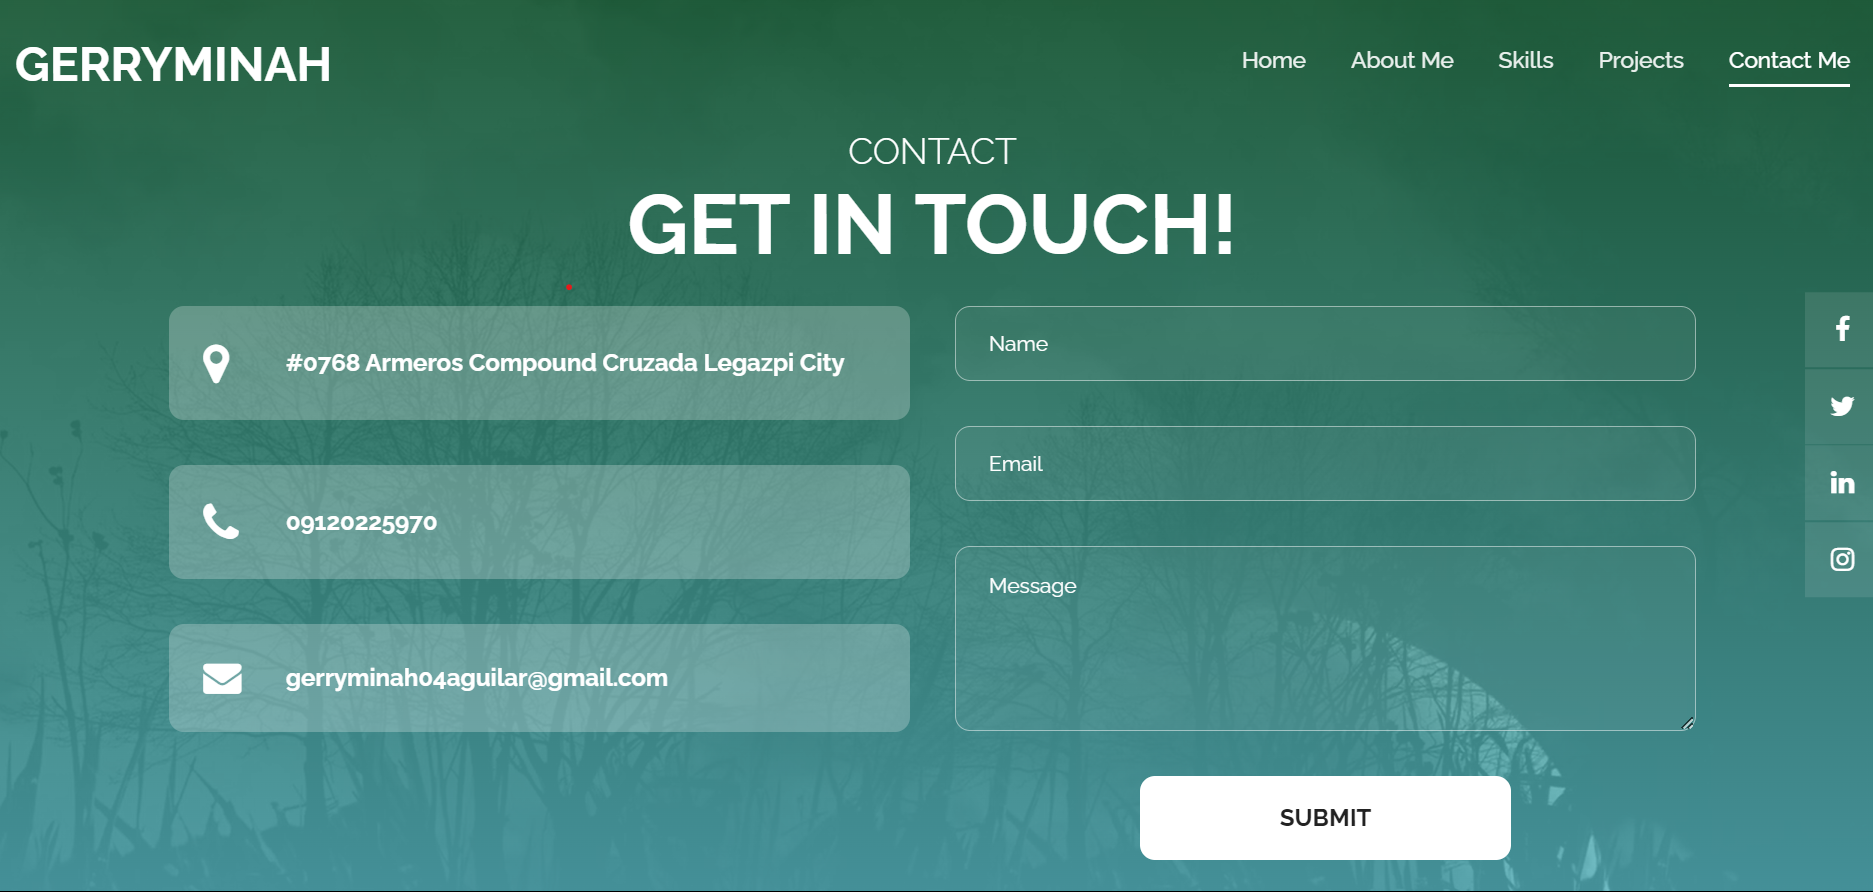 GERRYMINAH
Home About Me Skills Projects Contact Me
CONTACT
GET IN TOUCH!
#0768 Armeros Compound Cruzada Legazpi City
09120225970
gerryminah04aguilar@gmail.com
Name
Email
Message
SUBMIT